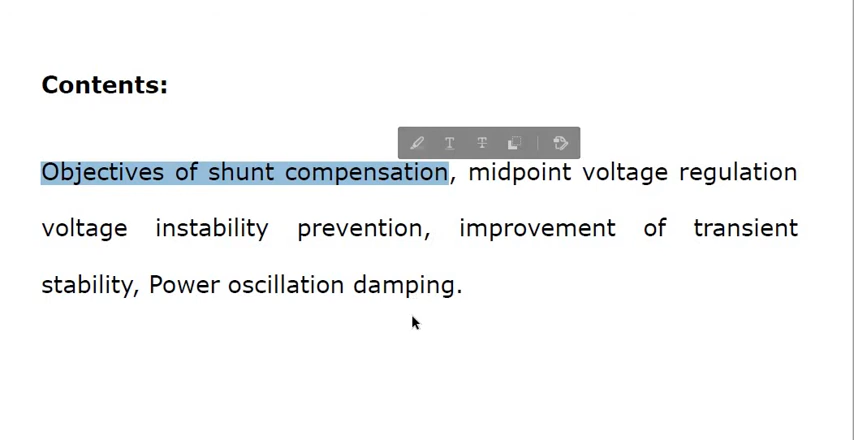 Contents:
Objectives of shunt compensation, midpoint voltage regulation
voltage instability prevention, improvement of transient
stability, Power oscillation damping.